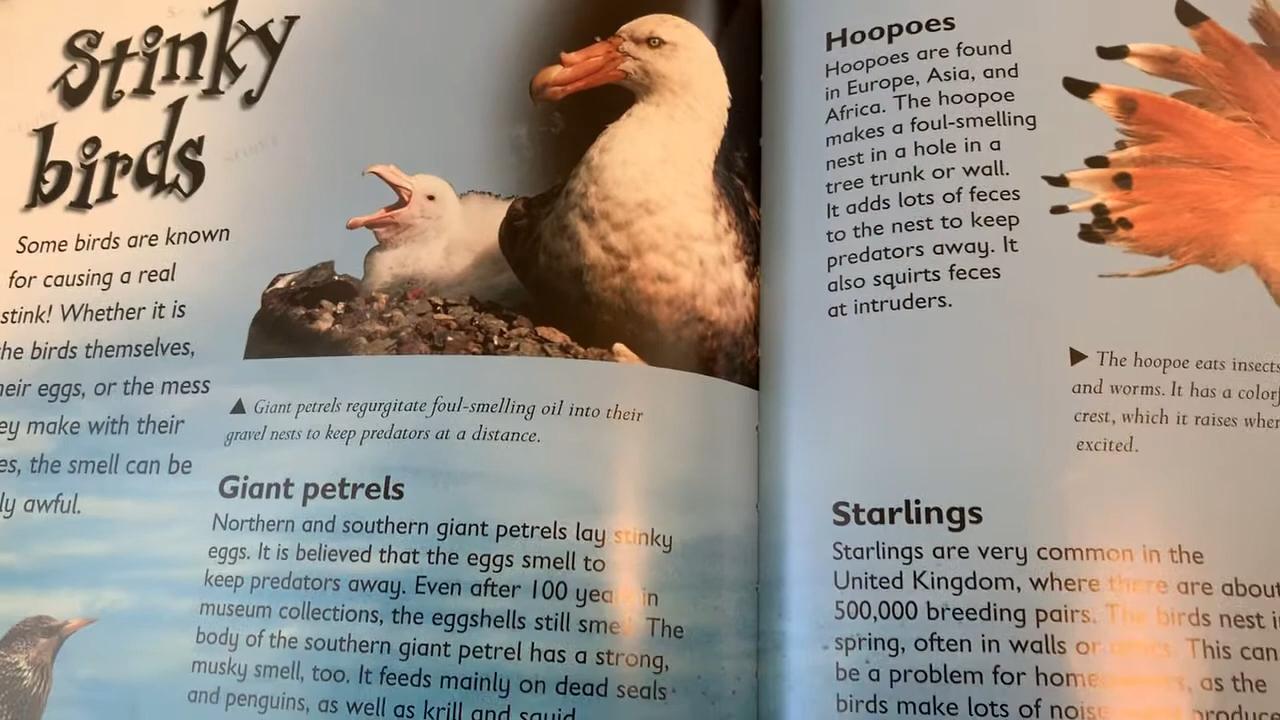 Stinky
birds
Some birds are known
for causing a real
stink! Whether it is
the birds themselves,
their eggs, or the mess
they make with their
the smell can be
awful.
▲ Giant petrels regurgitate foul-smelling oil into their
gravel nests to keep predators at a distance.
Giant petrels
Northern and southern giant petrels lay stinky
eggs. It is believed that the eggs smell to
keep predators away. Even after 100 years in
museum collections, the eggshells still smell. The
body of the southern giant petrel has a strong,
musky smell, too. It feeds mainly on dead seals
and penguins, as well as krill and squid.
Hoopoes
Hoopoes are found
in Europe, Asia, and
Africa. The hoopoe
makes a foul-smelling
nest in a hole in a
tree trunk or wall.
It adds lots of feces
to the nest to keep
predators away. It
also squirts feces
at intruders.
▶ The hoopoe eats insects
and worms. It has a
crest, which it raises when
excited.
Starlings
Starlings are very common in the
United Kingdom, where there are about
500,000 breeding pairs. The birds nest in
spring, often in walls or This can
be a problem for as the
birds make lots of produce